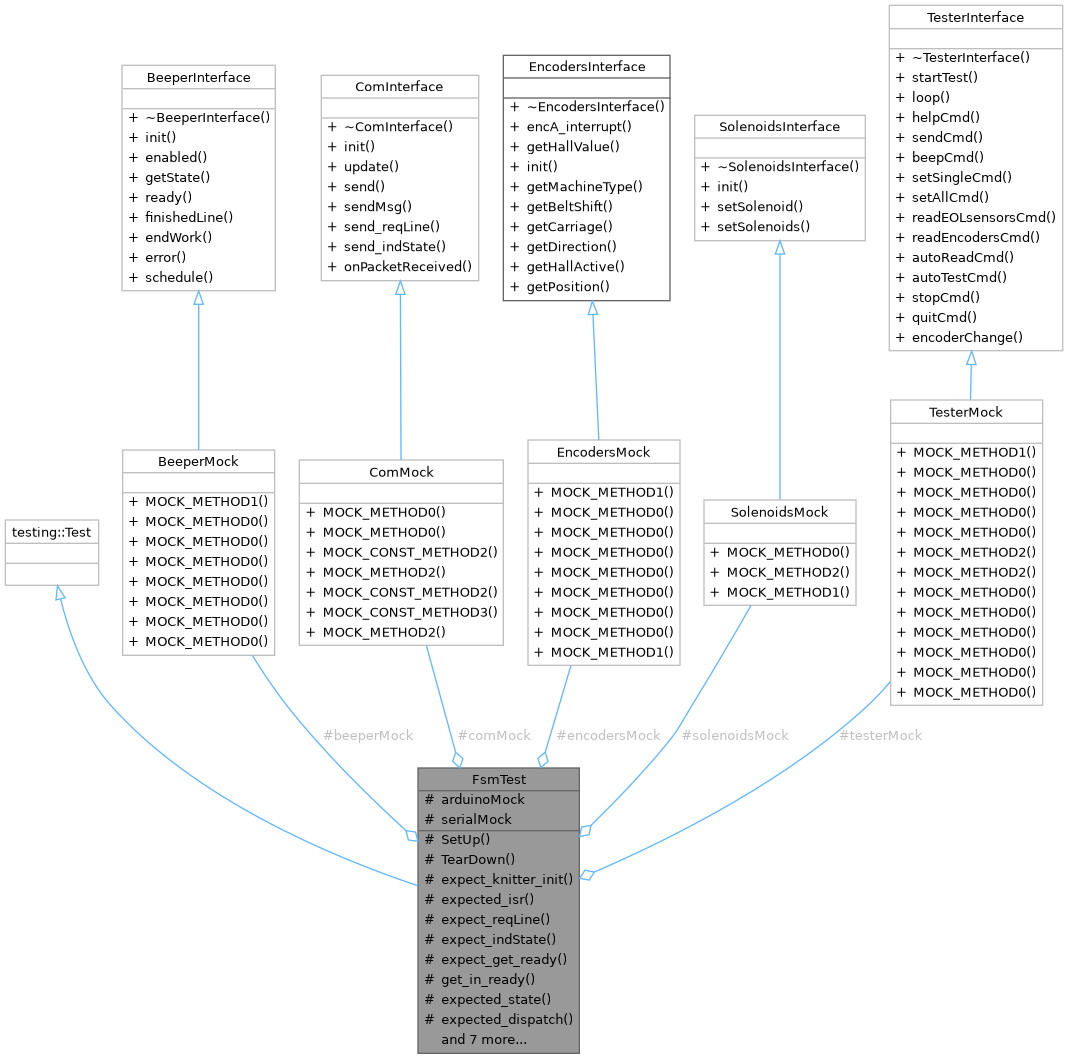 TesterInterface
+ ~TesterInterface()
+ startTest()
+ loop()
+ helpCmd()
+ sendCmd()
+ beepCmd()
+ setSingleCmd()
+ setAllCmd()
+ readEOLsensorsCmd()
+ readEncodersCmd()
+ autoReadCmd()
+ autoTestCmd()
+ stopCmd()
+ quitCmd()
+ encoderChange()
EncodersInterface
+ ~EncodersInterface()
+ encA_interrupt()
+ getHallValue()
+ init()
+ getMachineType()
+ getBeltShift()
+ getCarriage()
+ getDirection()
+ getHallActive()
+ getPosition()
BeeperInterface
+ ~BeeperInterface()
+ init()
+ enabled()
+ getState()
+ ready()
+ finishedLine()
+ endWork()
+ error()
+ schedule()
ComInterface
+ ~ComInterface()
+ init()
+ update()
+ send()
+ sendMsg()
+ send_reqLine()
+ send_indState()
+ onPacketReceived()
SolenoidsInterface
+ ~SolenoidsInterface()
+ init()
+ setSolenoid()
+ setSolenoids()
TesterMock
+ MOCK_METHOD1()
+ MOCK_METHOD0()
+ MOCK_METHOD0()
+ MOCK_METHOD0()
+ MOCK_METHOD0()
+ MOCK_METHOD2()
+ MOCK_METHOD2()
+ MOCK_METHOD0()
+ MOCK_METHOD0()
+ MOCK_METHOD0()
+ MOCK_METHOD0()
+ MOCK_METHOD0()
+ MOCK_METHOD0()
EncodersMock
+ MOCK_METHOD1()
+ MOCK_METHOD0()
+ MOCK_METHOD0()
+ MOCK_METHOD0()
+ MOCK_METHOD0()
+ MOCK_METHOD0()
+ MOCK_METHOD0()
+ MOCK_METHOD0()
+ MOCK_METHOD1()
BeeperMock
+ MOCK_METHOD1()
+ MOCK_METHOD0()
+ MOCK_METHOD0()
+ MOCK_METHOD0()
+ MOCK_METHOD0()
+ MOCK_METHOD0()
+ MOCK_METHOD0()
+ MOCK_METHOD0()
ComMock
+ MOCK_METHOD0()
+ MOCK_METHOD0()
+ MOCK_CONST_METHOD2()
+ MOCK_METHOD2()
+ MOCK_CONST_METHOD2()
+ MOCK_CONST_METHOD3()
+ MOCK_METHOD2()
SolenoidsMock
+ MOCK_METHOD0()
+ MOCK_METHOD2()
+ MOCK_METHOD1()
testing::Test
#beeperMock
#comMock
#encodersMock
#solenoidsMock
#testerMock
FsmTest
# arduinoMock
# serialMock
# SetUp()
# TearDown()
# expect_knitter_init()
# expected_isr()
# expect_reqLine()
# expect_indState()
# expect_get_ready()
# get_in_ready()
# expected_state()
# expected_dispatch()
and 7 more...